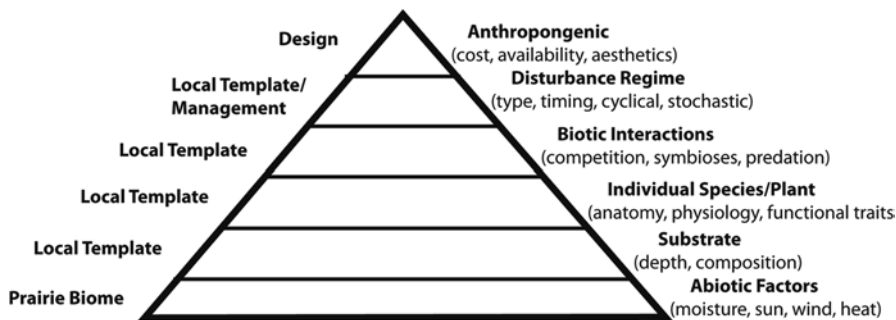 Design
Anthropongenic
(cost, availability, aesthetics)
Local Template/
Management
Disturbance Regime
(type, timing, cyclical, stochastic)
Local Template
Biotic Interactions
(competition, symbioses, predation)
Local Template
Individual Species/Plant
(anatomy, physiology, functional traits
Local Template
Substrate
(depth, composition)
Prairie Biome
Abiotic Factors
(moisture, sun, wind, heat)